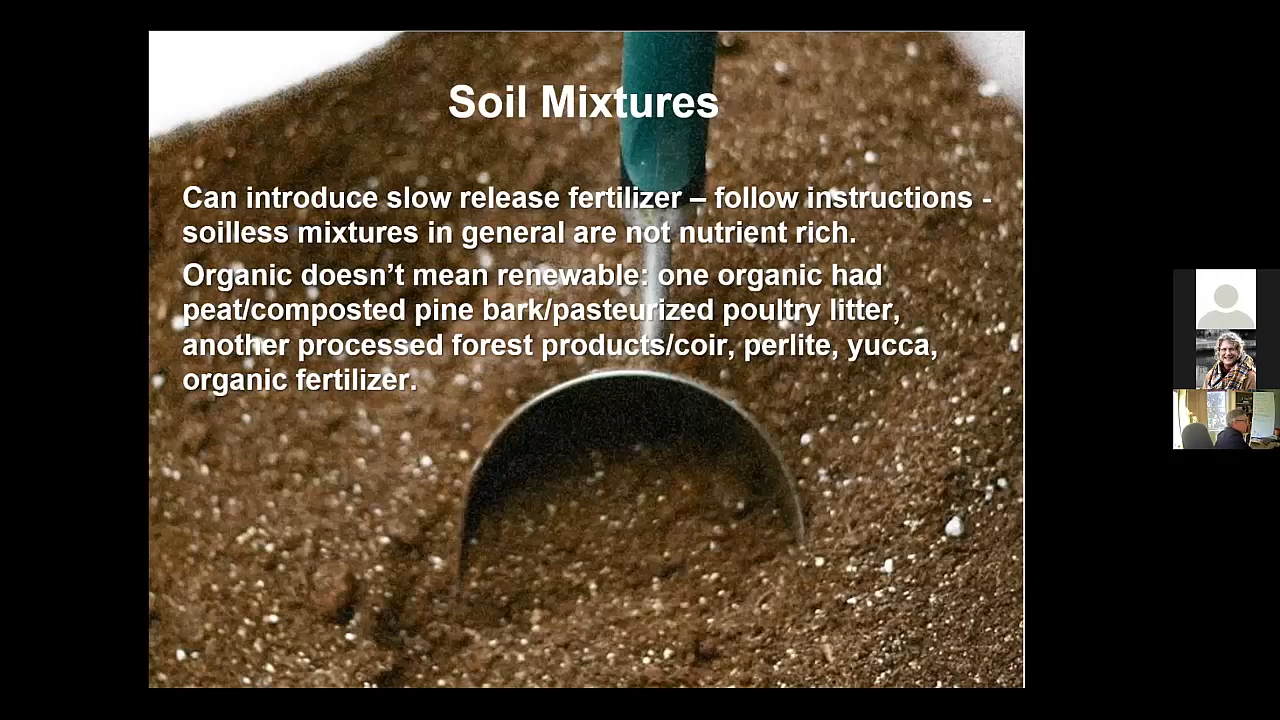 Soil Mixtures
Can introduce slow release fertilizer – follow instructions -
soilless mixtures in general are not nutrient rich.
Organic doesn’t mean renewable: one organic had
peat/composted pine bark/pasteurized poultry litter,
another processed forest products/coir, perlite, yucca,
organic fertilizer.